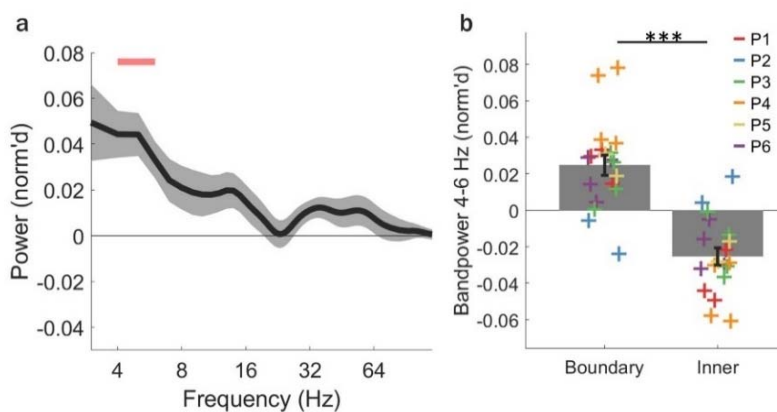 a
0.08
0.06
0.04
0.02
0
-0.02
-0.04
Power (norm'd)
4 8 16 32 64
Frequency (Hz)
b
***
P1
P2
P3
P4
P5
P6
0.08
0.06
0.04
0.02
0
-0.02
-0.04
-0.06
Bandpower 4-6 Hz (norm'd)
Boundary Inner